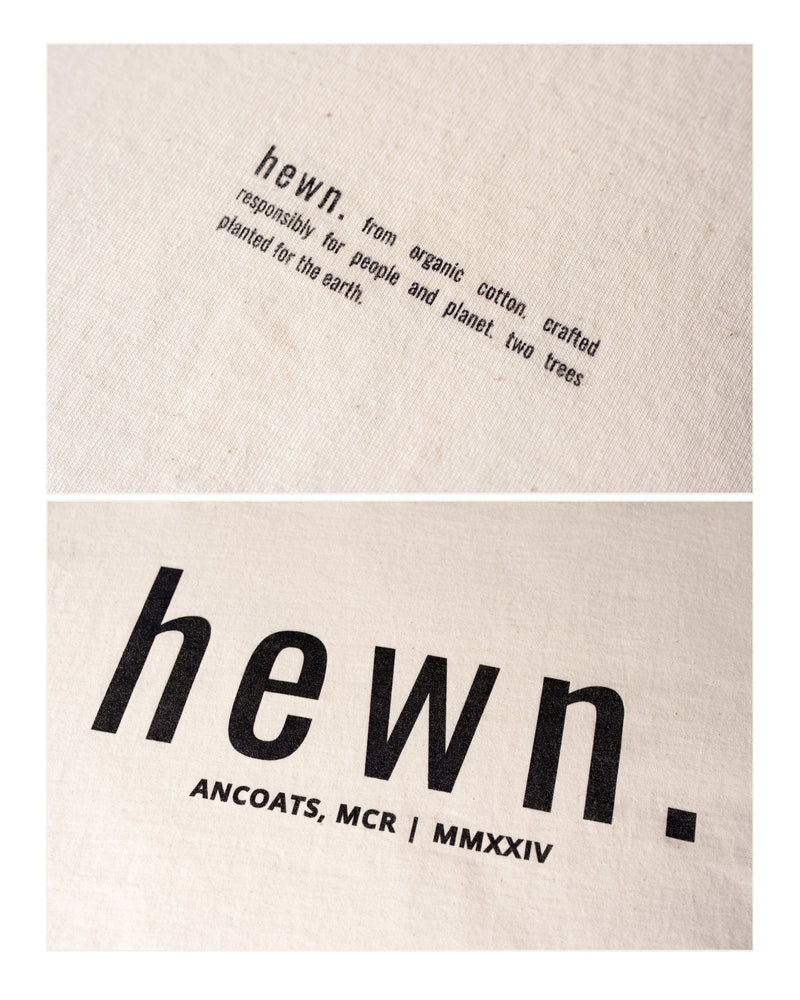 hewn. from organic cotton. crafted
responsibly for people and planet. two trees
planted for the earth.
hewn.
ANCOATS, MCR | MMXXIV